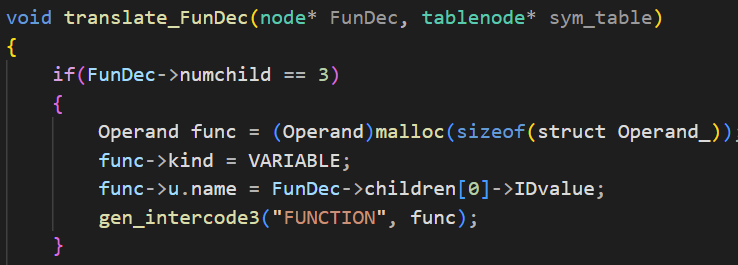 void translate_FunDec(node* FunDec, tablenode* sym_table)
{
    if(FunDec->numchild == 3)
    {
        Operand func = (Operand)malloc(sizeof(struct Operand_));
        func->kind = VARIABLE;
        func->u.name = FunDec->children[0]->IDvalue;
        gen_intercode3("FUNCTION", func);
    }